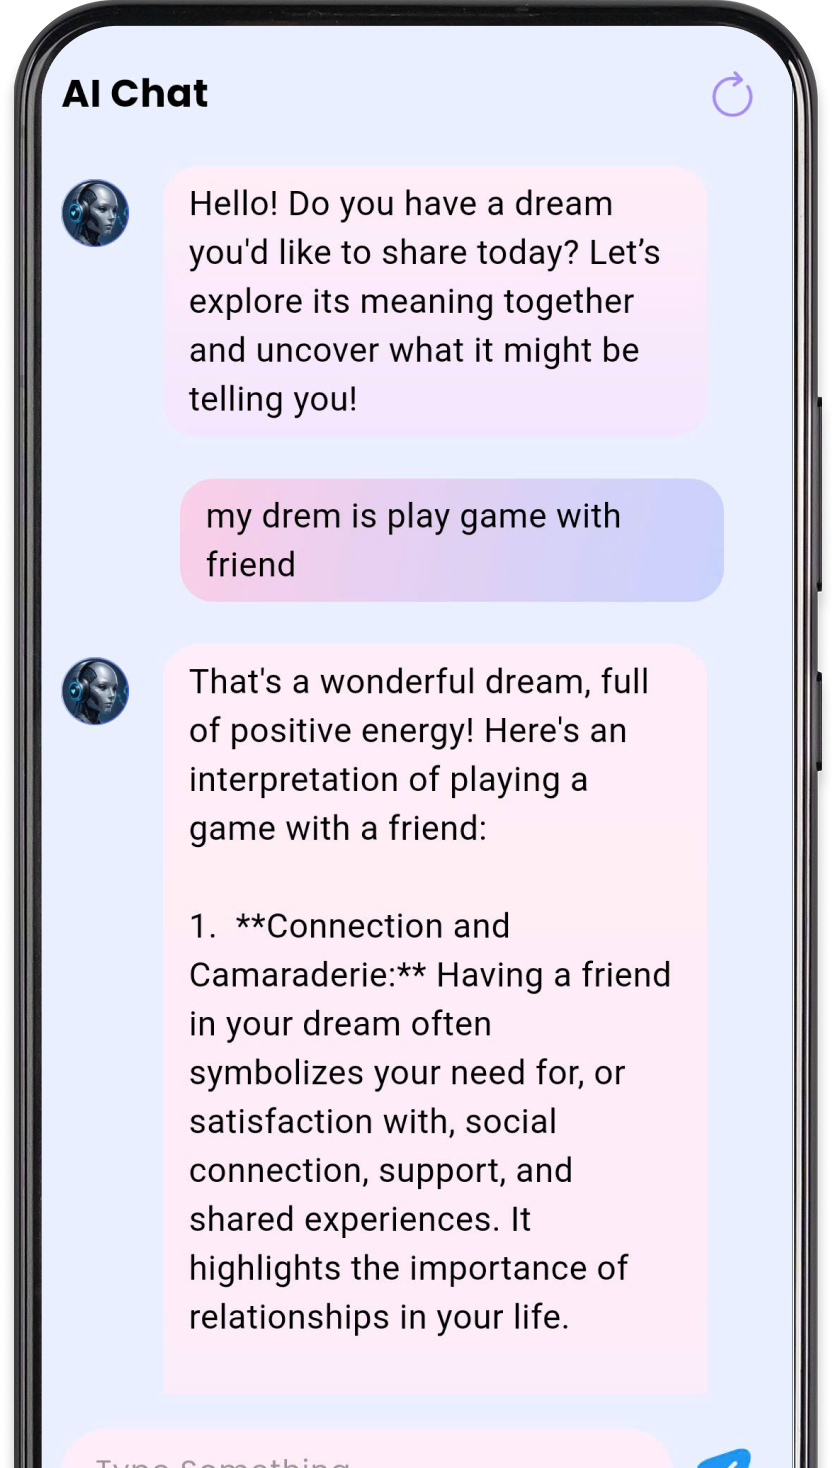 AI Chat
Hello! Do you have a dream
you'd like to share today? Let’s
explore its meaning together
and uncover what it might be
telling you!
my drem is play game with
friend
That's a wonderful dream, full
of positive energy! Here's an
interpretation of playing a
game with a friend:
1.  **Connection and
Camaraderie:** Having a friend
in your dream often
symbolizes your need for, or
satisfaction with, social
connection, support, and
shared experiences. It
highlights the importance of
relationships in your life.
Type Something